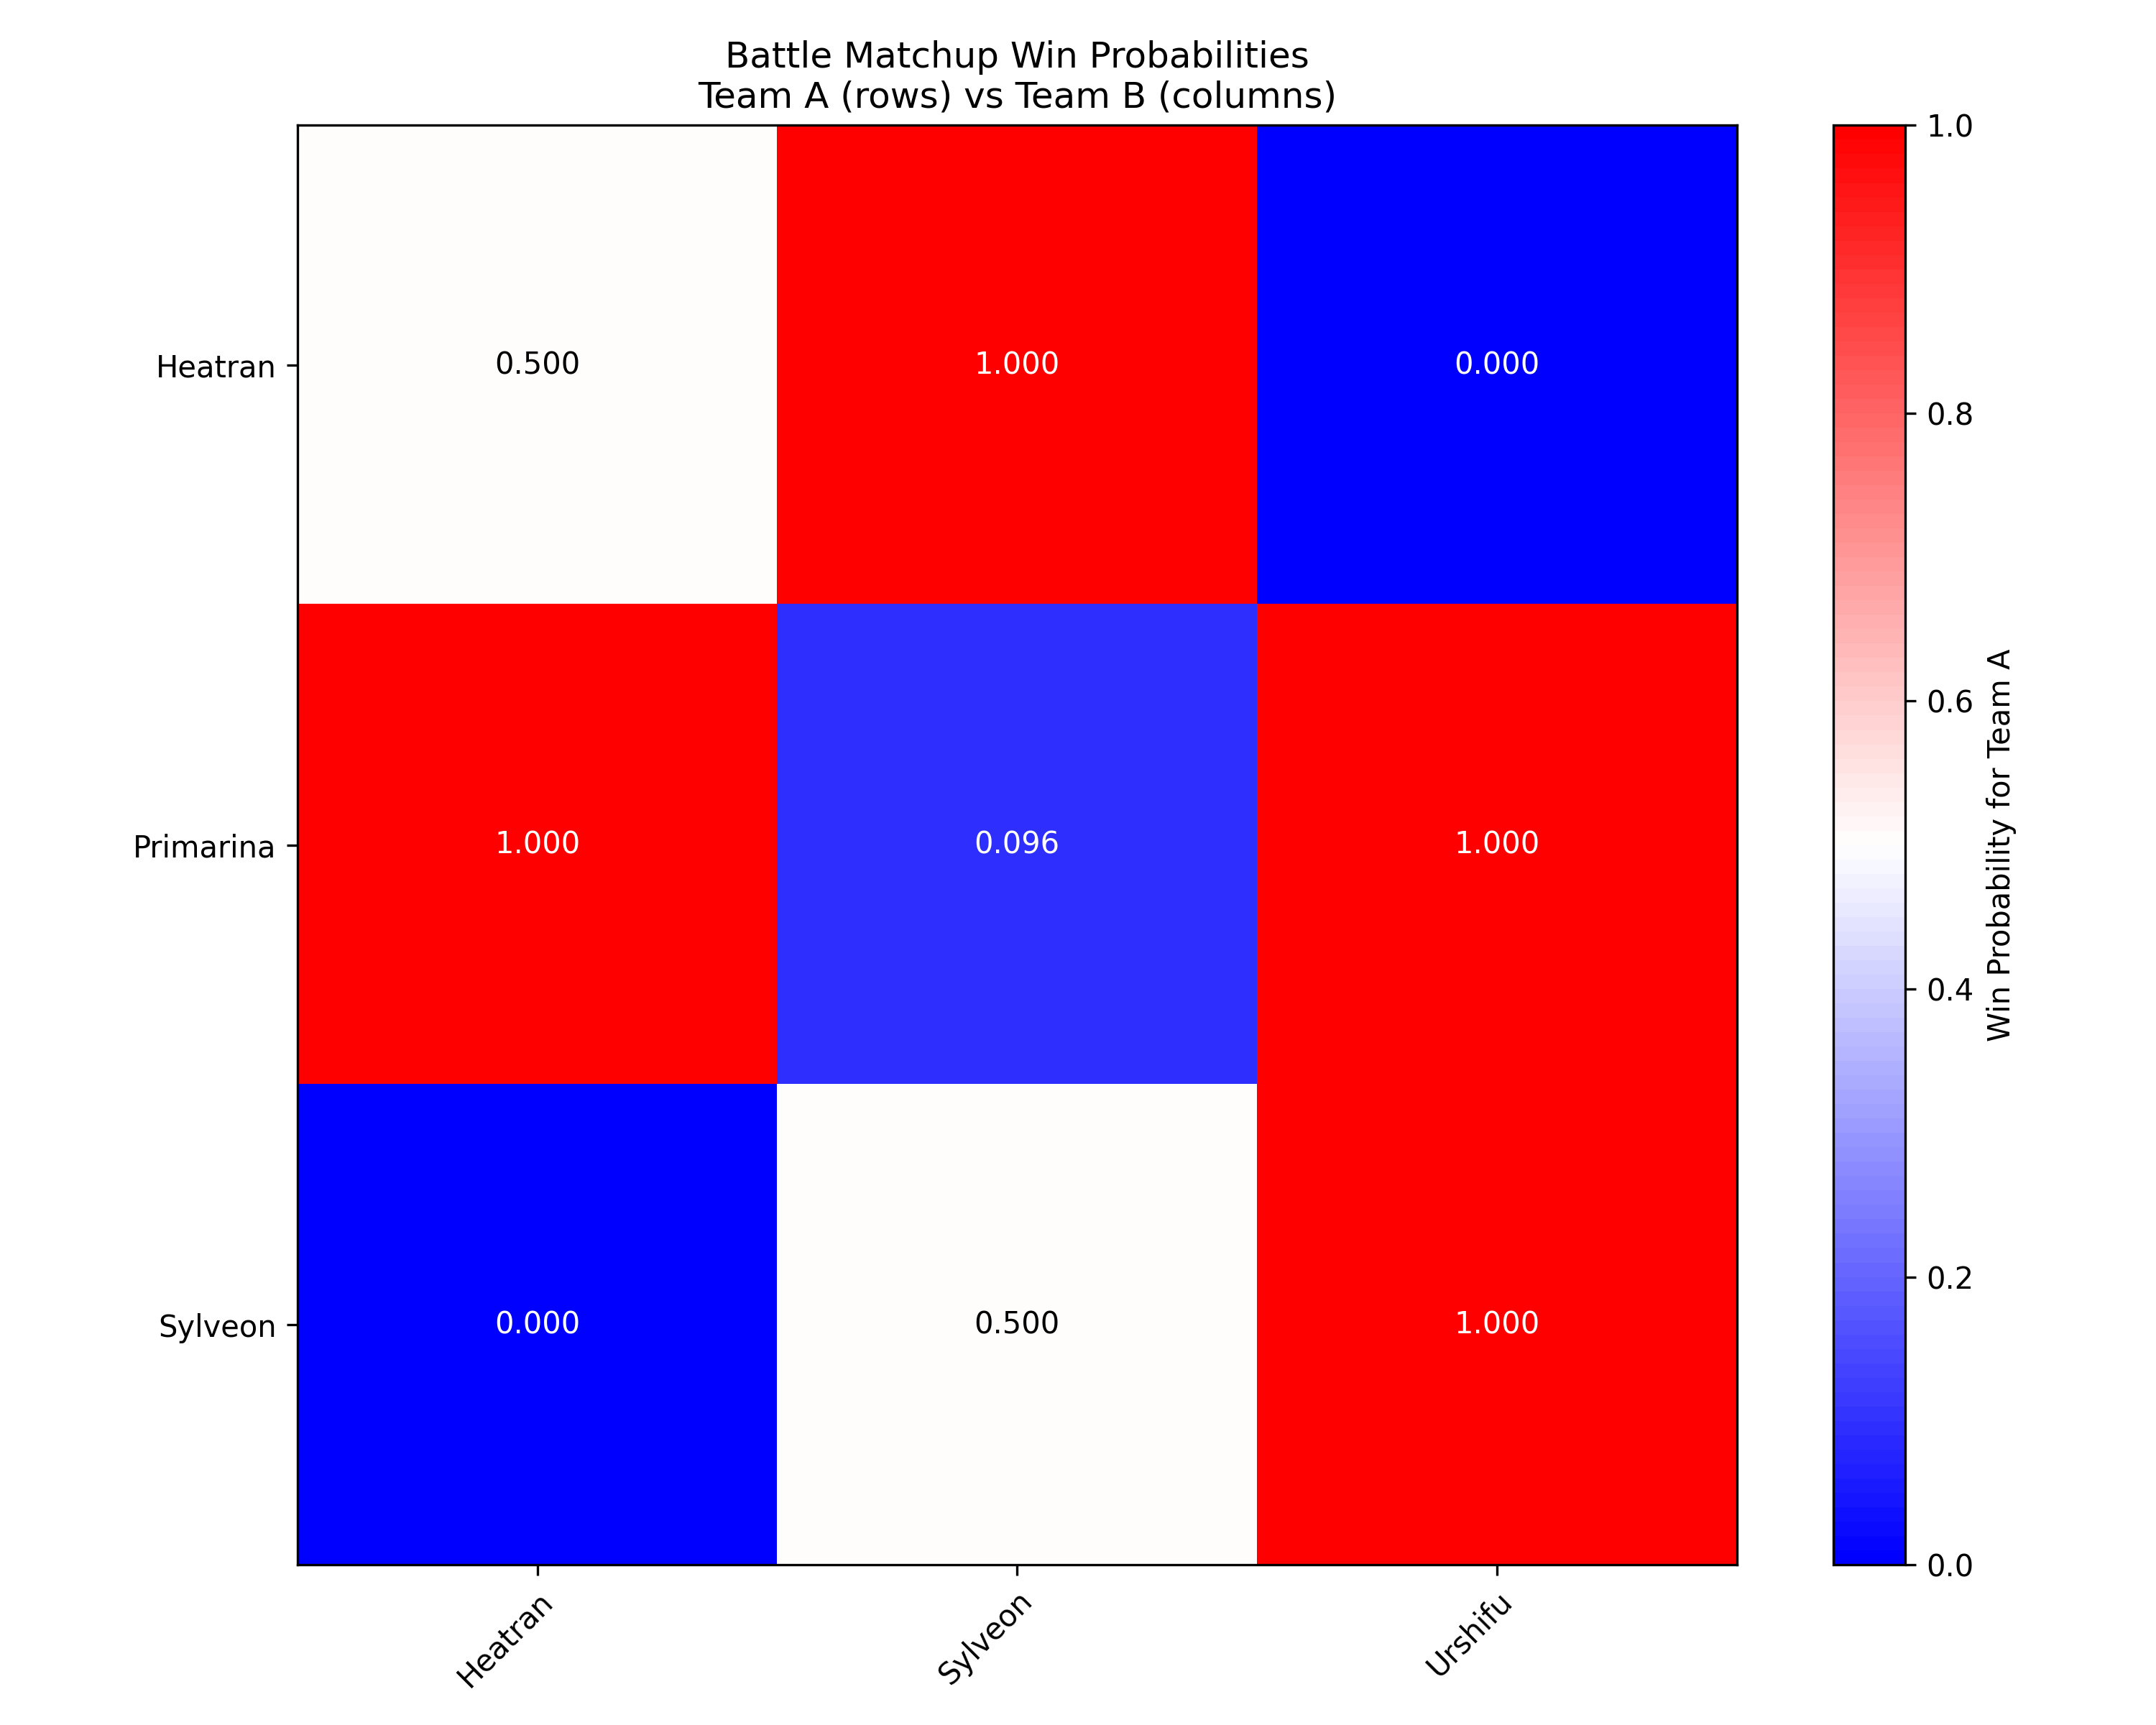 Battle Matchup Win Probabilities
Team A (rows) vs Team B (columns)
Heatran
0.500
1.000
0.000
Primarina
1.000
0.096
1.000
Sylveon
0.000
0.500
1.000
Heatran
Sylveon
Urshifu
1.0
0.8
0.6
0.4
0.2
0.0
Win Probability for Team A